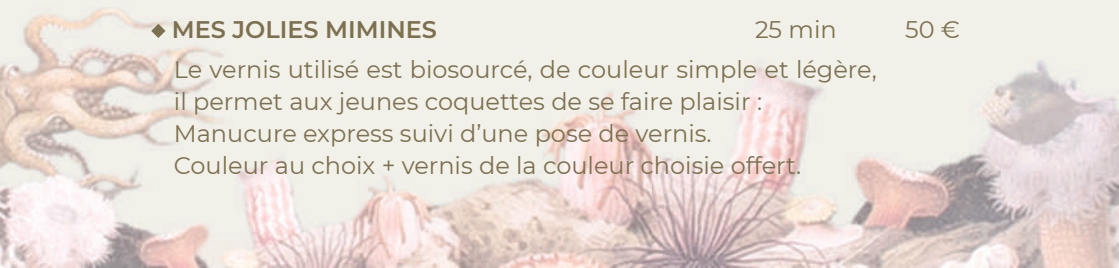 ◆ MES JOLIES MIMINES 25 min 50 €
Le vernis utilisé est biosourcé, de couleur simple et légère,
il permet aux jeunes coquettes de se faire plaisir :
Manucure express suivi d’une pose de vernis.
Couleur au choix + vernis de la couleur choisie offert.